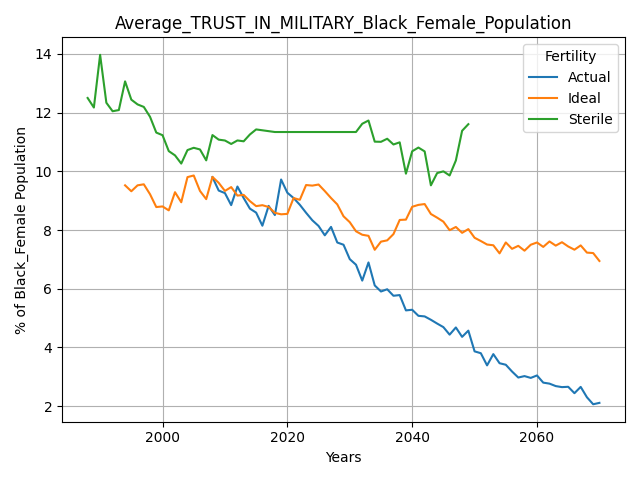 Average_TRUST_IN_MILITARY_Black_Female_Population
Fertility
Actual
Ideal
Sterile
% of Black_Female Population
14
12
10
8
6
4
2
2000 2020 2040 2060
Years